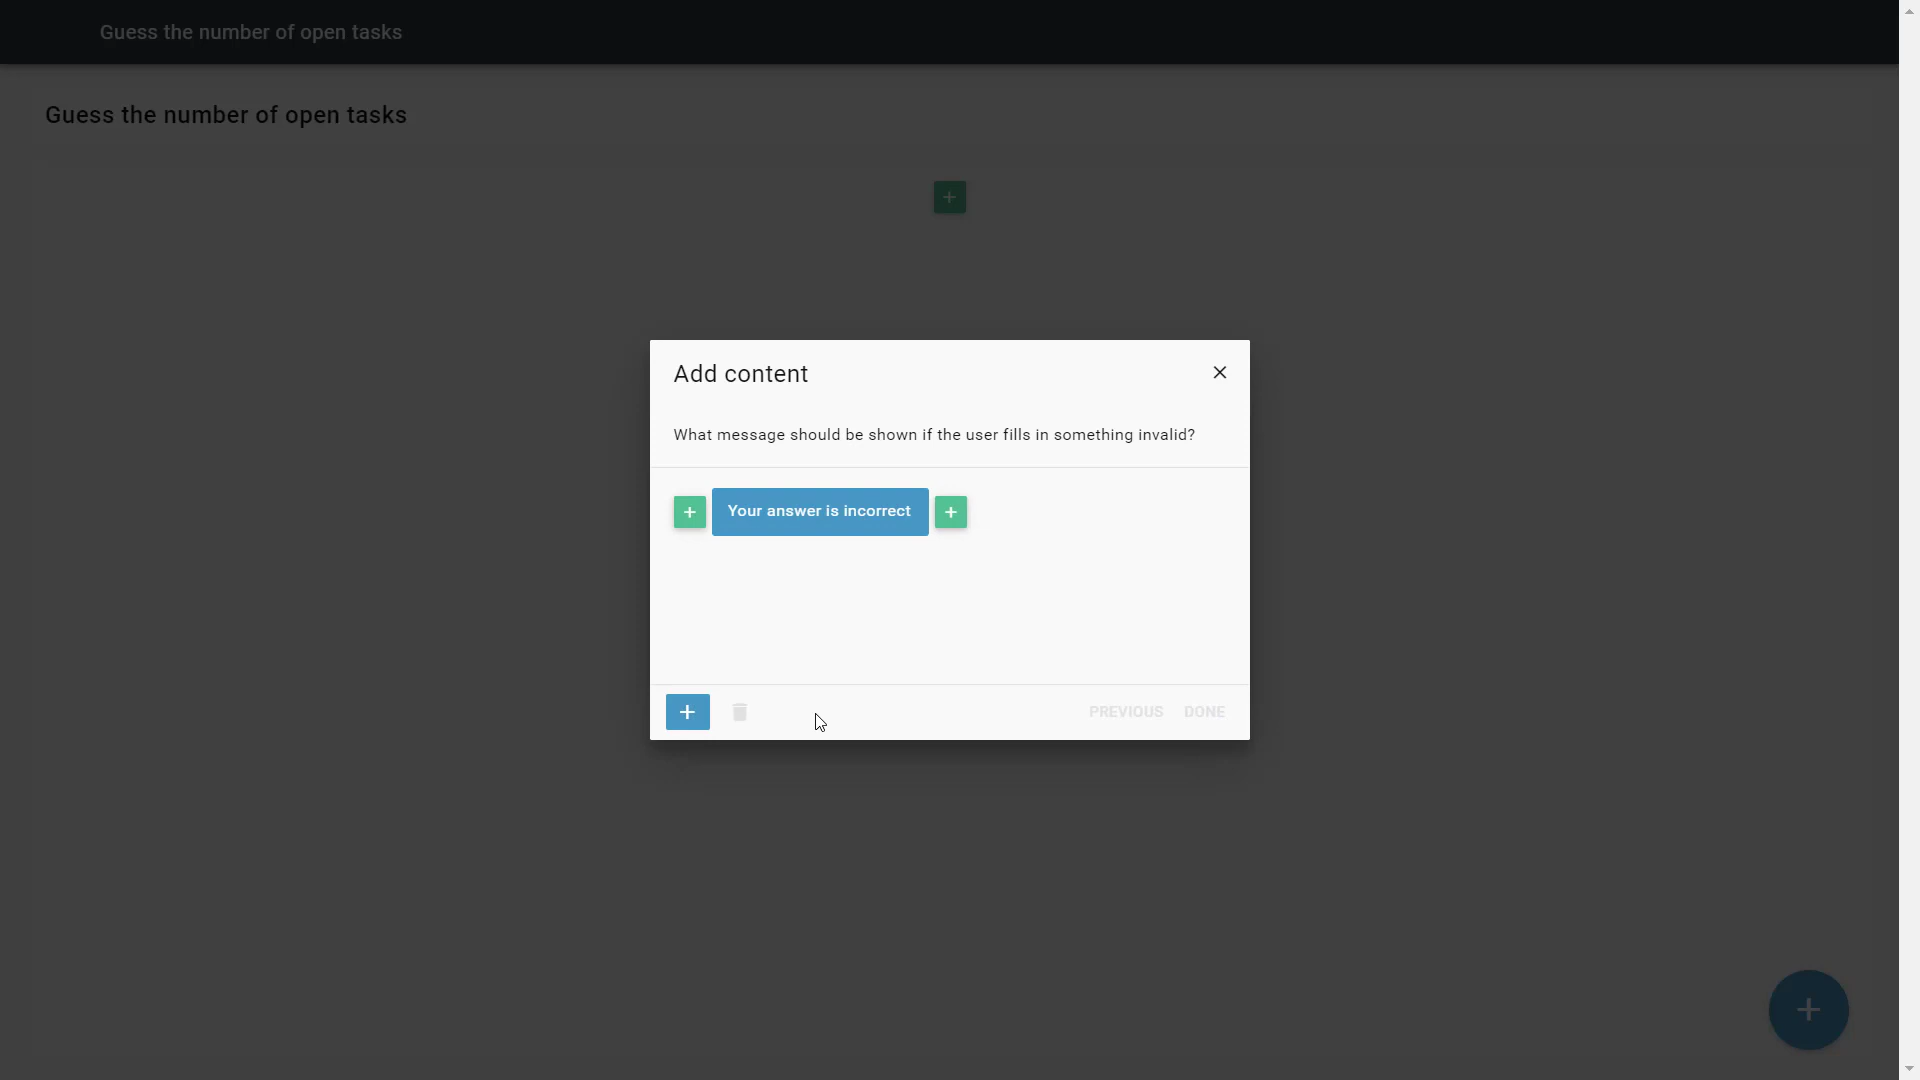 Guess the number of open tasks
Guess the number of open tasks
Add content
What message should be shown if the user fills in something invalid?
Your answer is incorrect
PREVIOUS DONE